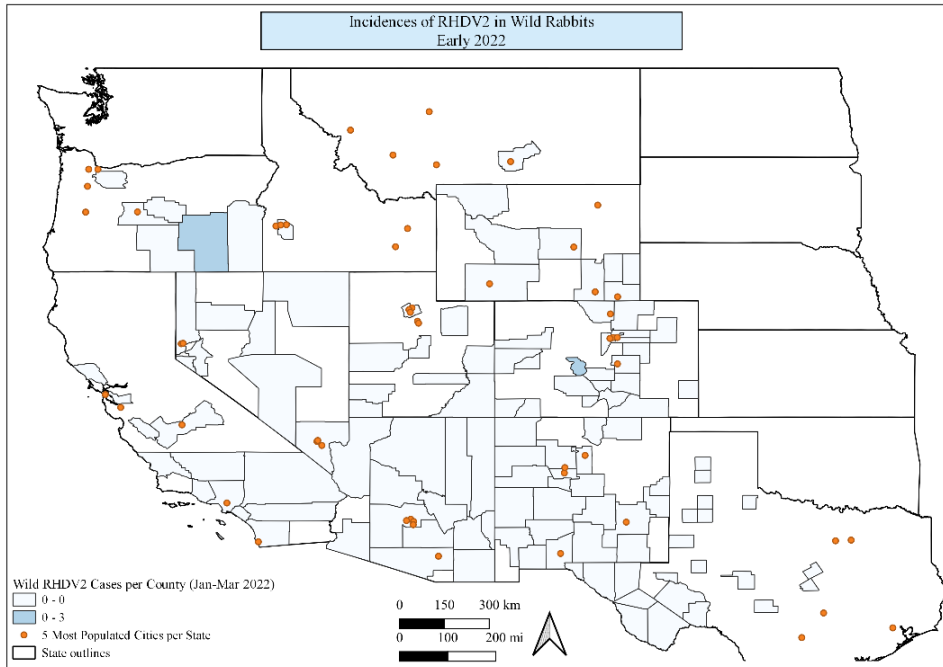 Incidences of RHDV2 in Wild Rabbits
Early 2022
Wild RHDV2 Cases per County (Jan-Mar 2022)
0 - 0
0 - 3
5 Most Populated Cities per State
State outlines
0 150 300 km
0 100 200 mi